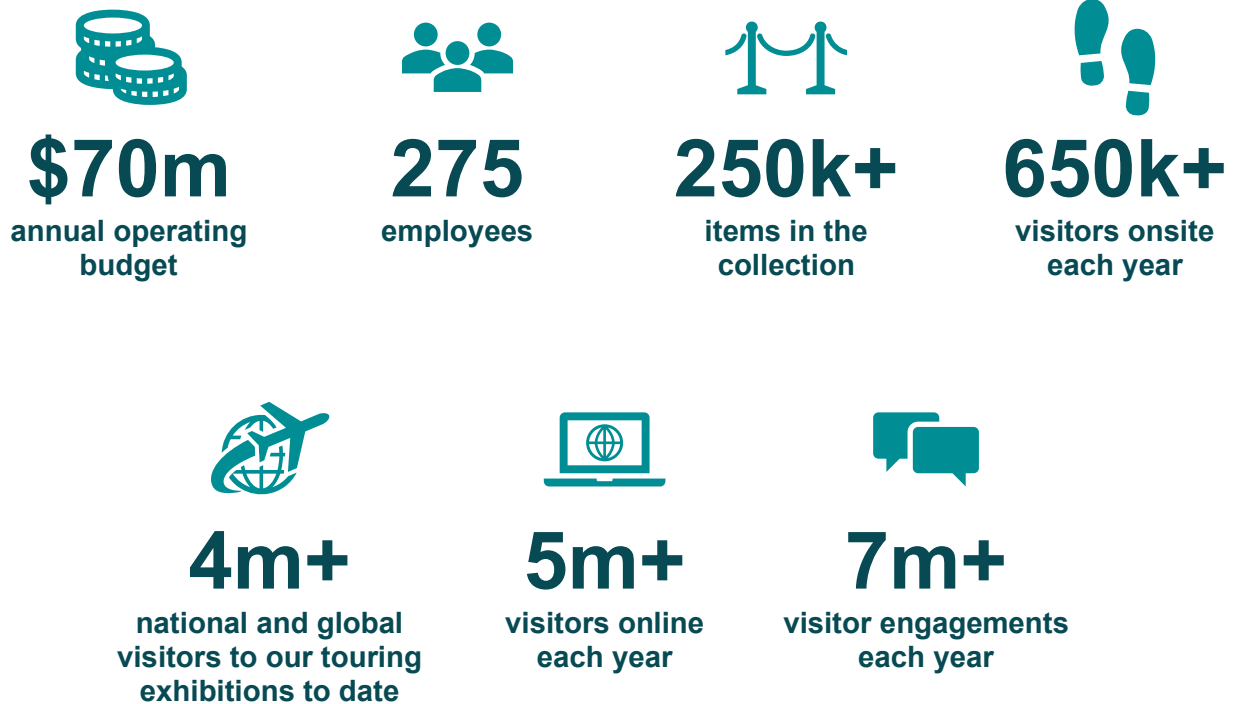 $70m
annual operating
budget
275
employees
250k+
items in the
collection
650k+
visitors onsite
each year
4m+
national and global
visitors to our touring
exhibitions to date
5m+
visitors online
each year
7m+
visitor engagements
each year